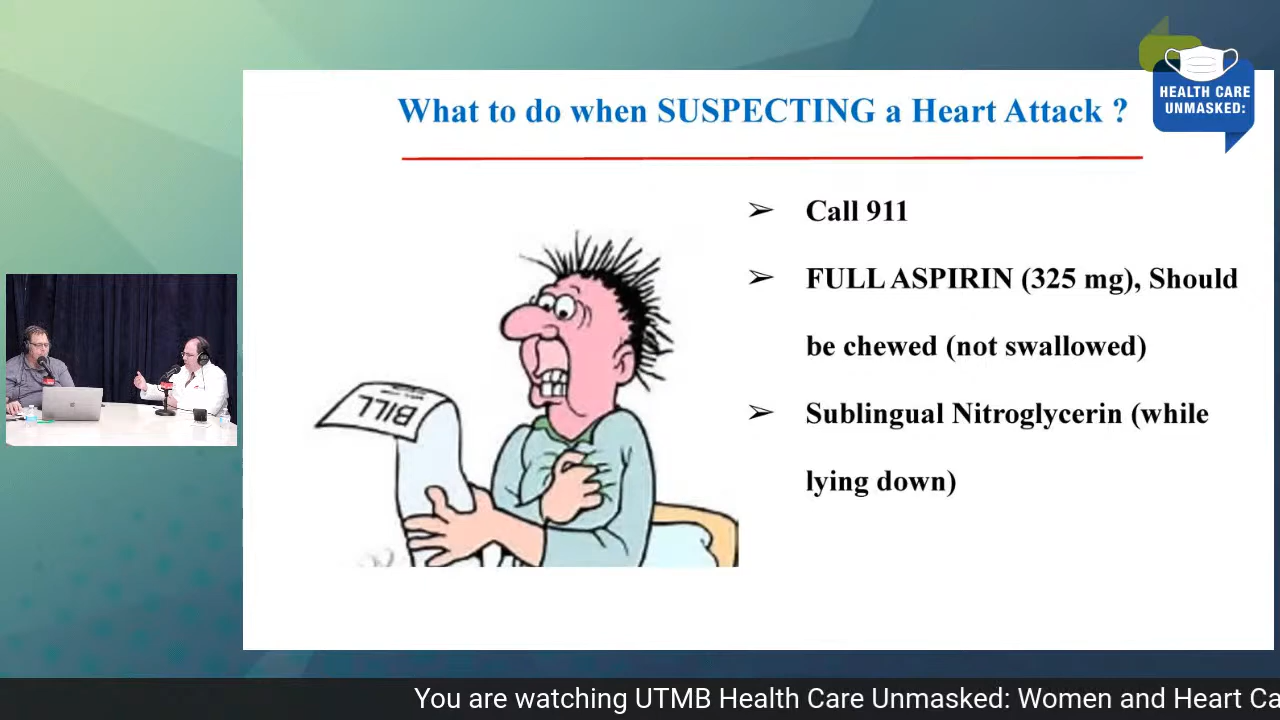 What to do when SUSPECTING a Heart Attack ?
HEALTH CARE
UNMASKED:
➢ Call 911
➢ FULL ASPIRIN (325 mg), Should
be chewed (not swallowed)
➢ Sublingual Nitroglycerin (while
lying down)
BILL
You are watching UTMB Health Care Unmasked: Women and Heart Ca